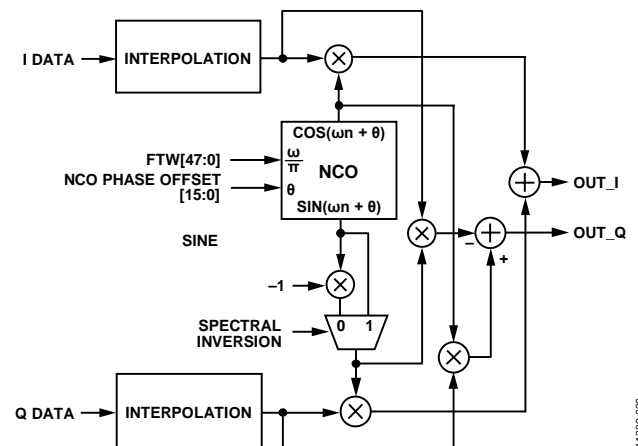 I DATA
INTERPOLATION
COS(ωn + θ)
FTW[47:0]
ω
π
NCO
NCO PHASE OFFSET
[15:0]
θ
SIN(ωn + θ)
OUT_I
OUT_Q
–
+
SINE
–1
0 1
SPECTRAL
INVERSION
Q DATA
INTERPOLATION